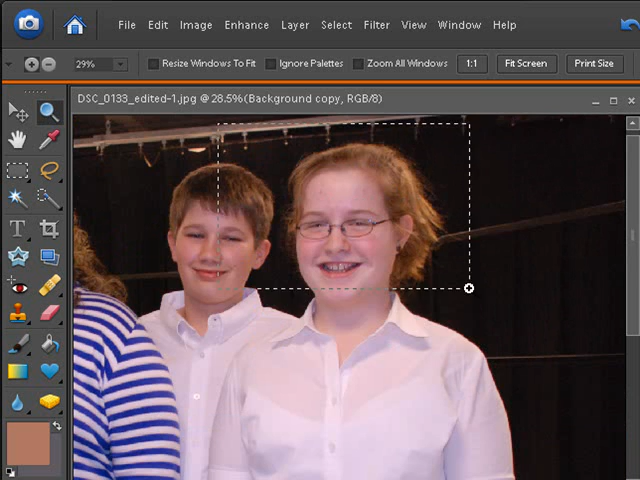 File Edit Image Enhance Layer Select Filter View Window Help
29% Resize Windows To Fit Ignore Palettes Zoom All Windows 1:1 Fit Screen Print Size
DSC_0133_edited-1.jpg @ 28.5%(Background copy, RGB/8)
T